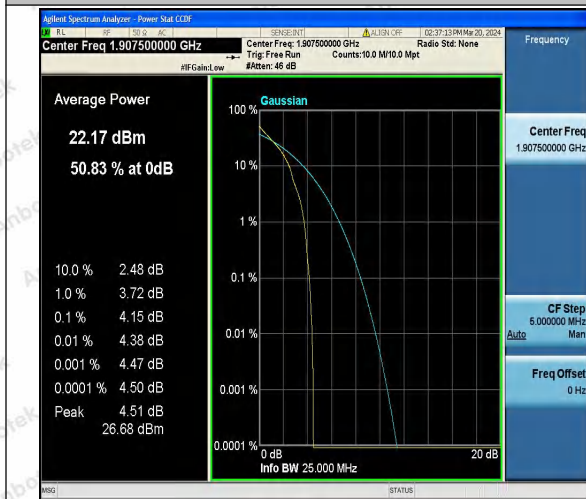 Agilent Spectrum Analyzer - Power Stat CCDF
RL RF 50 Ω AC SENSE:INT ALIGN OFF 02:37:13 PM Mar 20, 2024
Center Freq 1.907500000 GHz
Center Freq: 1.907500000 GHz Radio Std: None
Trig: Free Run Counts:10.0 M/10.0 Mpt
#IFGain:Low #Atten: 46 dB
Frequency
Average Power
22.17 dBm
50.83 % at 0dB
10.0 % 2.48 dB
1.0 % 3.72 dB
0.1 % 4.15 dB
0.01 % 4.38 dB
0.001 % 4.47 dB
0.0001 % 4.50 dB
Peak 4.51 dB
26.68 dBm
Gaussian
100 %
10 %
1 %
0.1 %
0.01 %
0.001 %
0.0001 %
0 dB 20 dB
Info BW 25.000 MHz
Center Freq
1.907500000 GHz
CF Step
5.000000 MHz
Auto Man
Freq Offset
0 Hz
MSG STATUS